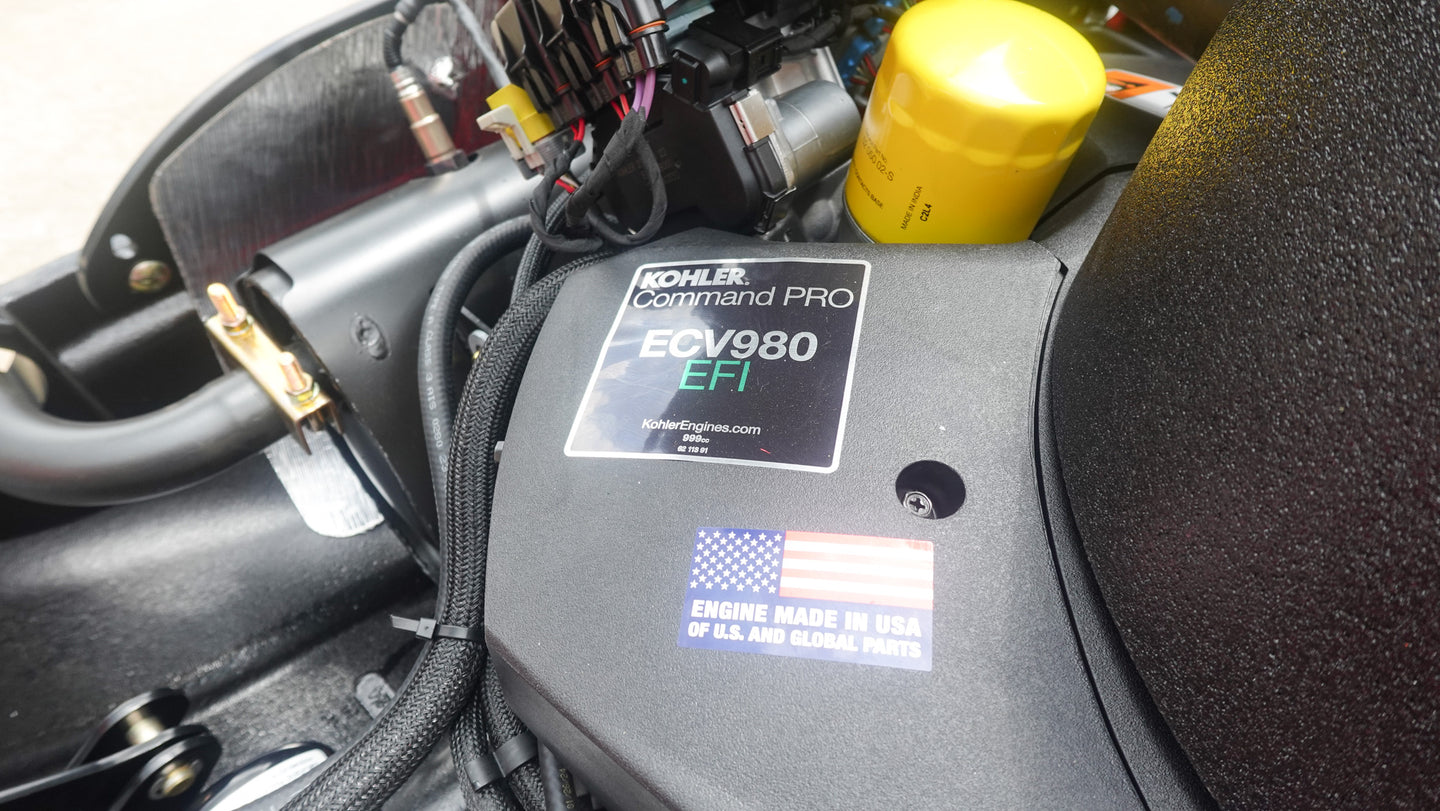 02-S
MADE IN INDIA
C2L4
KOHLER
Command PRO
ECV980
EFI
KohlerEngines.com
999cc
62 113 91
ENGINE MADE IN USA
OF U.S. AND GLOBAL PARTS